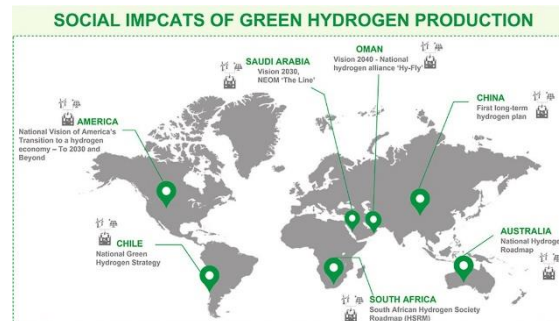 SOCIAL IMPCATS OF GREEN HYDROGEN PRODUCTION
OMAN
Vision 2040 - National
hydrogen alliance 'Hy-Fly'
SAUDI ARABIA
Vision 2030,
NEOM 'The Line'
CHINA
First long-term
hydrogen plan
AMERICA
National Vision of America's
Transition to a hydrogen
economy – To 2030 and
Beyond
CHILE
National Green
Hydrogen Strategy
AUSTRALIA
National Hydroge
Roadmap
SOUTH AFRICA
South African Hydrogen Society
Roadmap (HSRM)